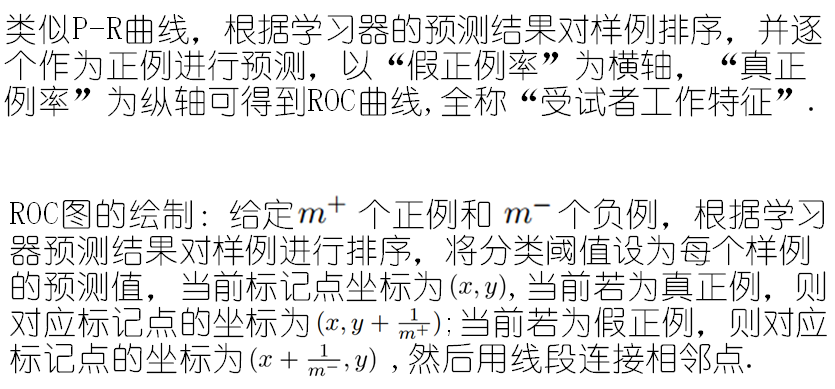 类似P-R曲线，根据学习器的预测结果对样例排序，并逐
个作为正例进行预测，以“假正例率”为横轴，“真正
例率”为纵轴可得到ROC曲线,全称“受试者工作特征”.
ROC图的绘制：给定 $m^+$ 个正例和 $m^-$ 个负例，根据学习
器预测结果对样例进行排序，将分类阈值设为每个样例
的预测值，当前标记点坐标为 $(x, y)$,当前若为真正例，则
对应标记点的坐标为 $(x, y + \frac{1}{m^+})$;当前若为假正例，则对应
标记点的坐标为 $(x + \frac{1}{m^-}, y)$ ,然后用线段连接相邻点.